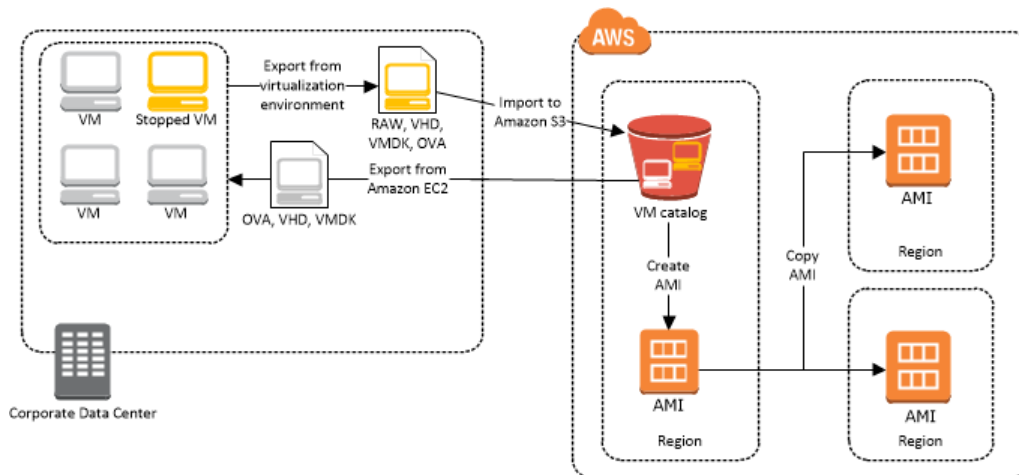 AWS
Export from
virtualization
environment
VM
Stopped VM
RAW, VHD,
VMDK, OVA
Import to
Amazon S3
VM
VM
OVA, VHD, VMDK
Export from
Amazon EC2
VM catalog
Create
AMI
AMI
Region
Copy
AMI
AMI
Region
AMI
Region
Corporate Data Center